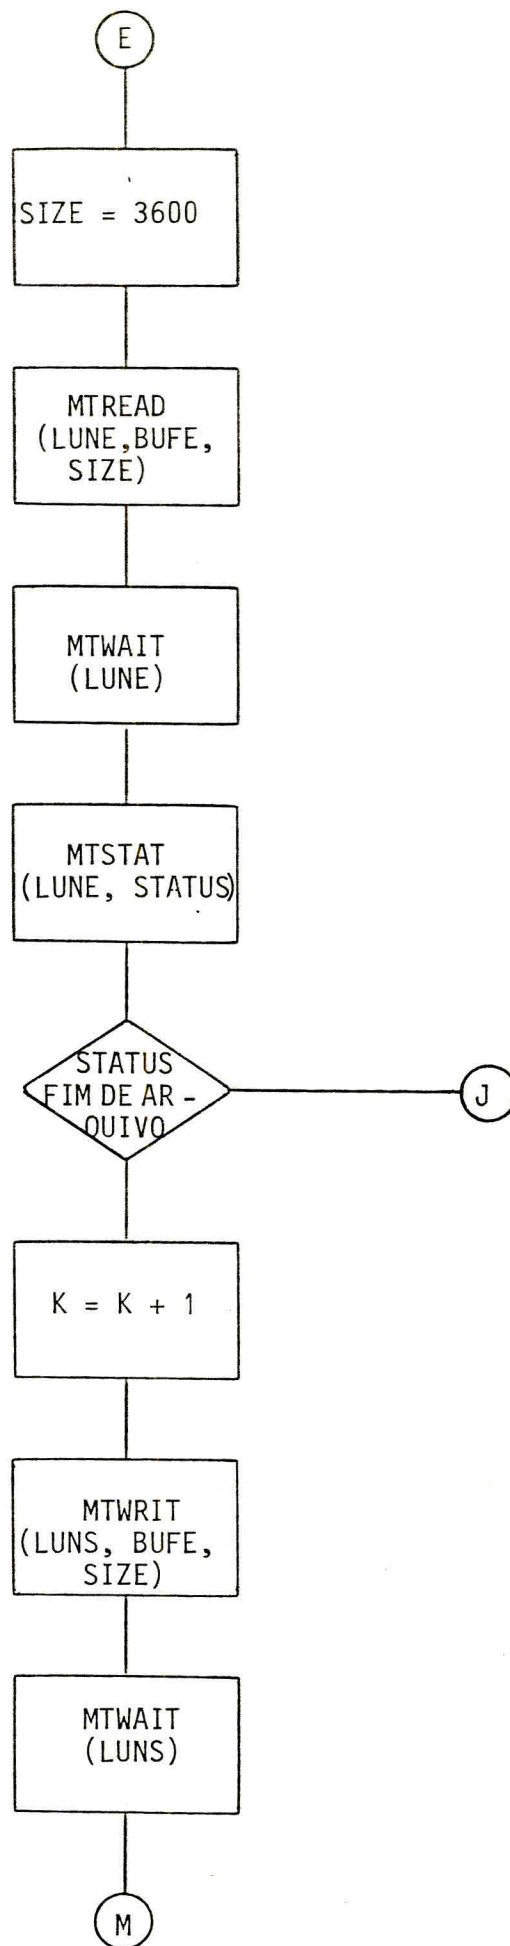 E
SIZE = 3600
MTREAD
(LUNE,BUFE,
SIZE)
MTWAIT
(LUNE)
MTSTAT
(LUNE, STATUS)
STATUS
FIM DE AR -
QUIVO
J
K = K + 1
MTWRIT
(LUNS, BUFE,
SIZE)
MTWAIT
(LUNS)
M